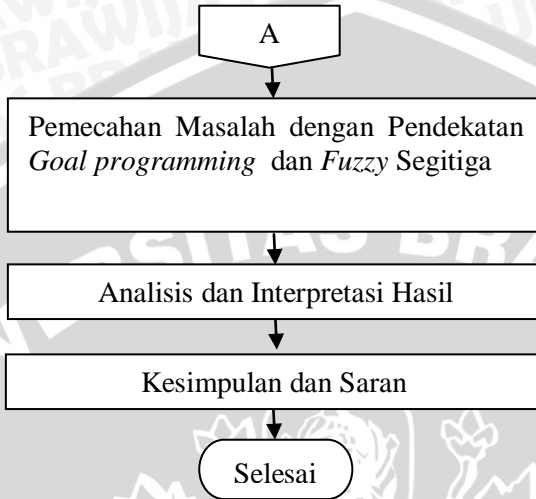 A
Pemecahan Masalah dengan Pendekatan
Goal programming dan Fuzzy Segitiga
Analisis dan Interpretasi Hasil
Kesimpulan dan Saran
Selesai